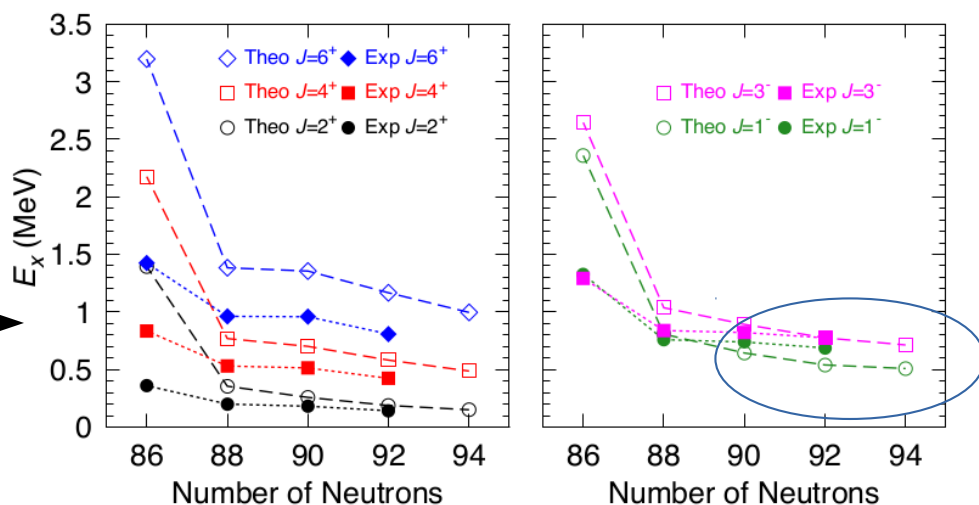 3.5
3
2.5
2
1.5
1
0.5
0
E_x (MeV)
Theo J=6⁺ Exp J=6⁺
Theo J=4⁺ Exp J=4⁺
Theo J=2⁺ Exp J=2⁺
86 88 90 92 94
Number of Neutrons
Theo J=3⁻ Exp J=3⁻
Theo J=1⁻ Exp J=1⁻
86 88 90 92 94
Number of Neutrons